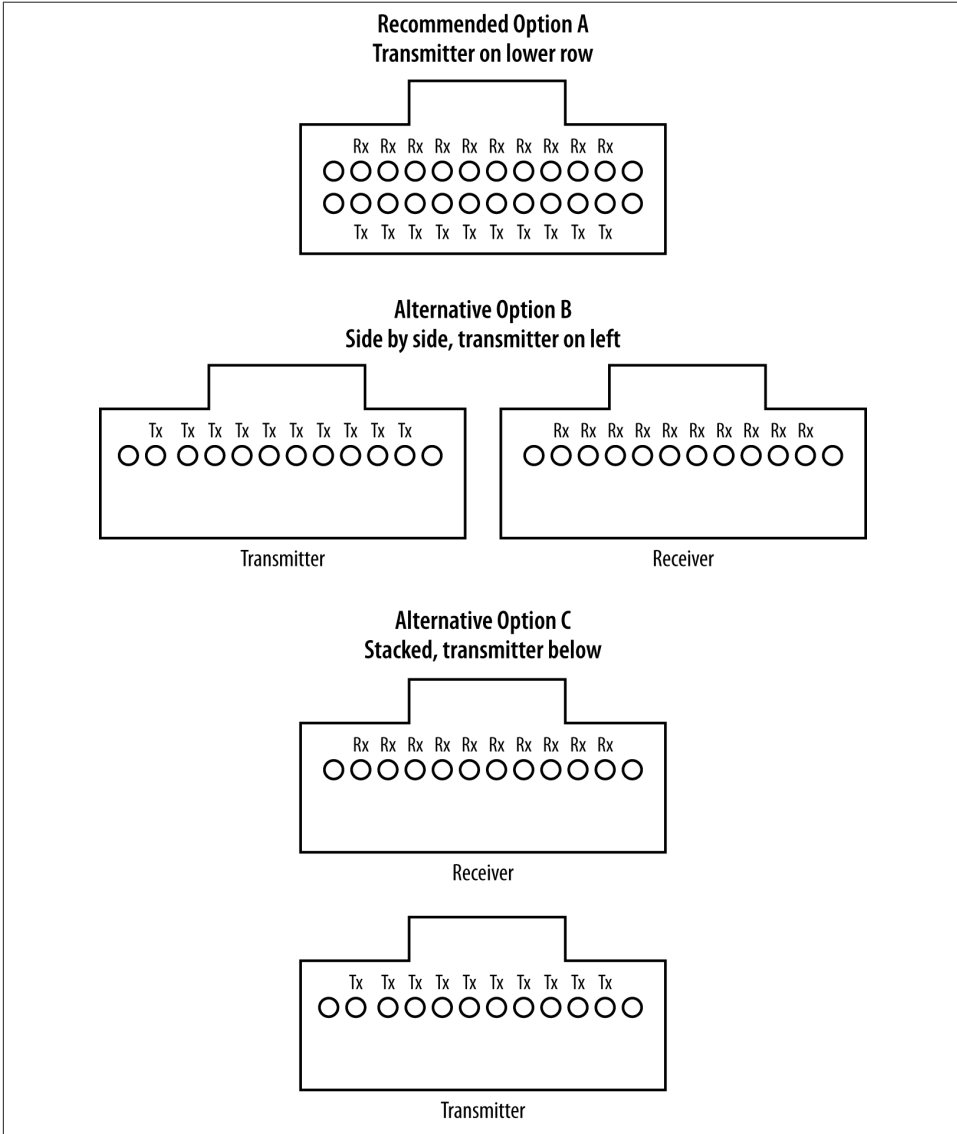 Recommended Option A
Transmitter on lower row
Rx Rx Rx Rx Rx Rx Rx Rx Rx Rx
Tx Tx Tx Tx Tx Tx Tx Tx Tx Tx
Alternative Option B
Side by side, transmitter on left
Tx Tx Tx Tx Tx Tx Tx Tx Tx Tx
Transmitter
Rx Rx Rx Rx Rx Rx Rx Rx Rx Rx
Receiver
Alternative Option C
Stacked, transmitter below
Rx Rx Rx Rx Rx Rx Rx Rx Rx Rx
Receiver
Tx Tx Tx Tx Tx Tx Tx Tx Tx Tx
Transmitter